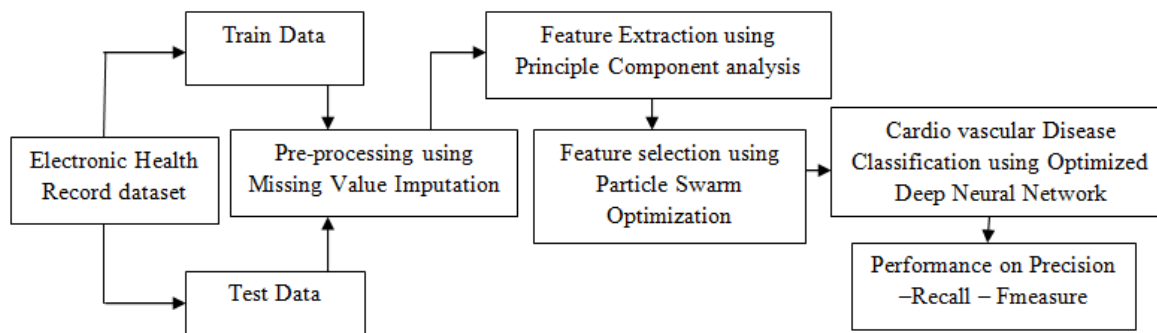 Train Data
Feature Extraction using
Principle Component analysis
Electronic Health
Record dataset
Pre-processing using
Missing Value Imputation
Feature selection using
Particle Swarm
Optimization
Cardio vascular Disease
Classification using Optimized
Deep Neural Network
Test Data
Performance on Precision
–Recall – Fmeasure